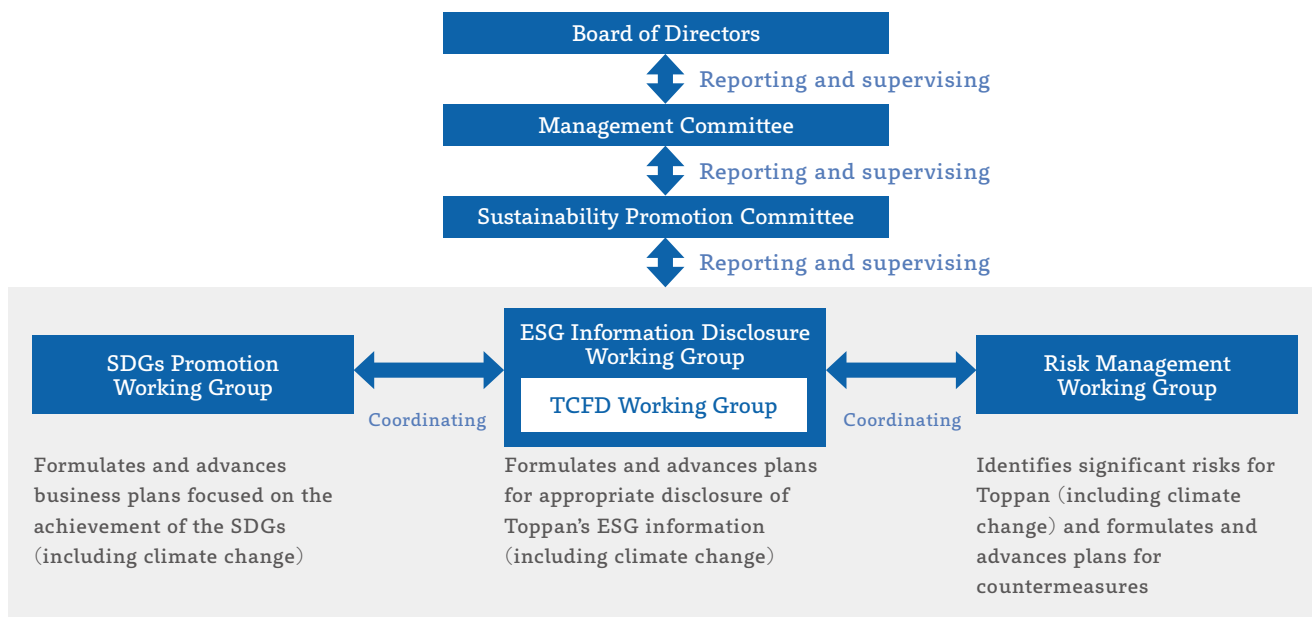 Board of Directors
Reporting and supervising
Management Committee
Reporting and supervising
Sustainability Promotion Committee
Reporting and supervising
SDGs Promotion
Working Group
Coordinating
ESG Information Disclosure
Working Group
TCFD Working Group
Coordinating
Risk Management
Working Group
Formulates and advances
business plans focused on the
achievement of the SDGs
(including climate change)
Formulates and advances plans
for appropriate disclosure of
Toppan’s ESG information
(including climate change)
Identifies significant risks for
Toppan (including climate
change) and formulates and
advances plans for
countermeasures